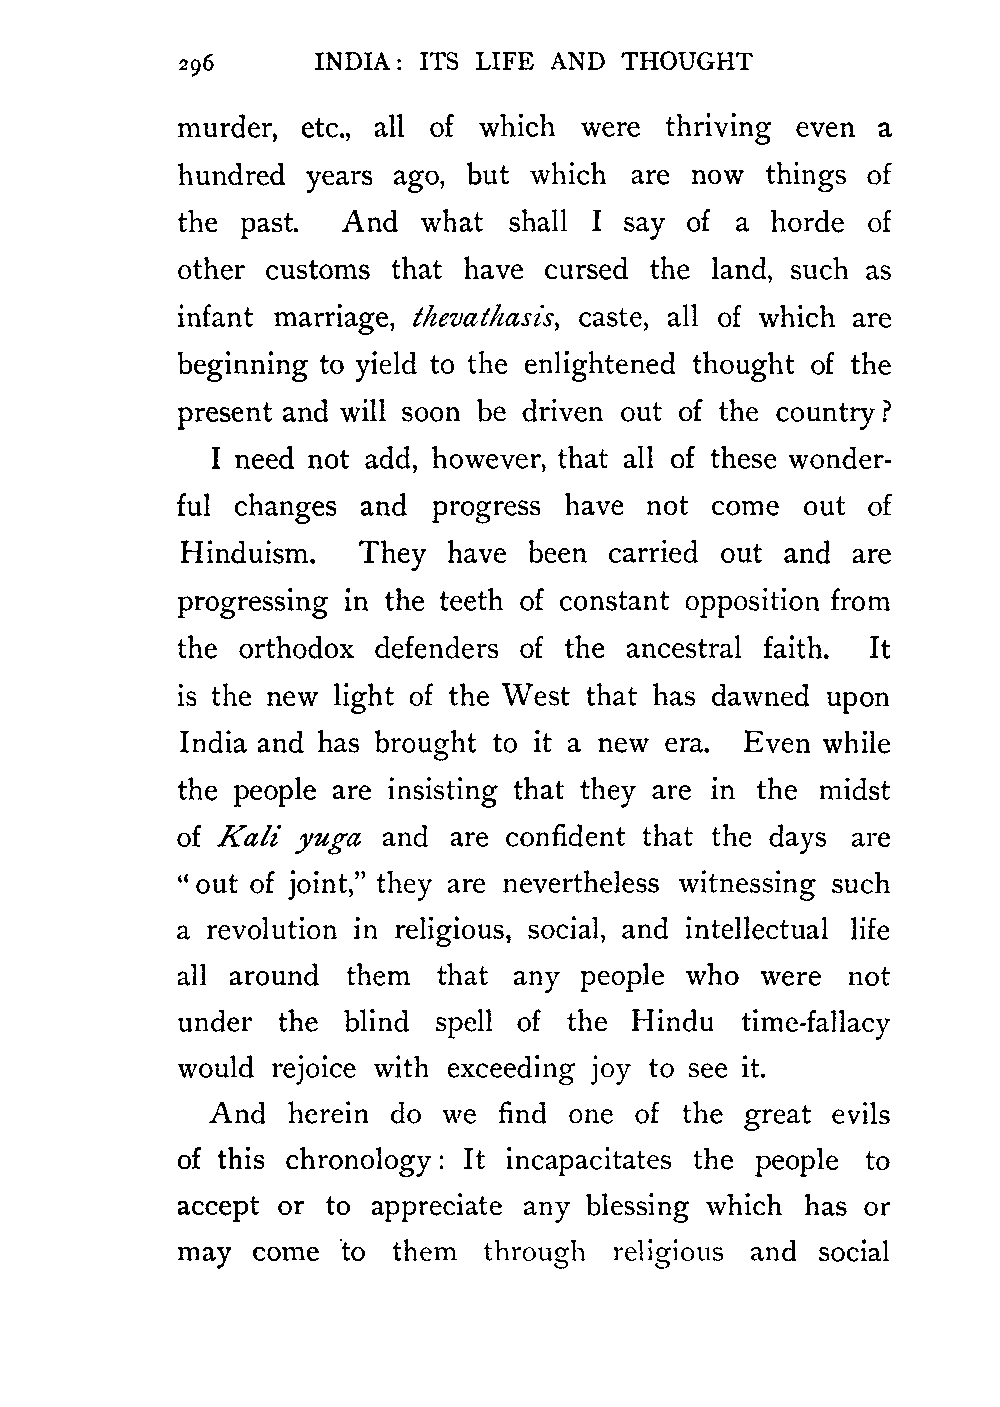 296 INDIA: ITS LIFE AND THOUGHT
murder, etc., all of which were thriving even a
hundred years ago, but which are now things of
the past. And what shall I say of a horde of
other customs that have cursed the land, such as
infant marriage, thevathasis, caste, all of which are
beginning to yield to the enlightened thought of the
present and will soon be driven out of the country?
I need not add, however, that all of these wonder-
ful changes and progress have not come out of
Hinduism. They have been carried out and are
progressing in the teeth of constant opposition from
the orthodox defenders of the ancestral faith. It
is the new light of the West that has dawned upon
India and has brought to it a new era. Even while
the people are insisting that they are in the midst
of Kali yuga and are confident that the days are
“out of joint,” they are nevertheless witnessing such
a revolution in religious, social, and intellectual life
all around them that any people who were not
under the blind spell of the Hindu time-fallacy
would rejoice with exceeding joy to see it.
And herein do we find one of the great evils
of this chronology: It incapacitates the people to
accept or to appreciate any blessing which has or
may come to them through religious and social